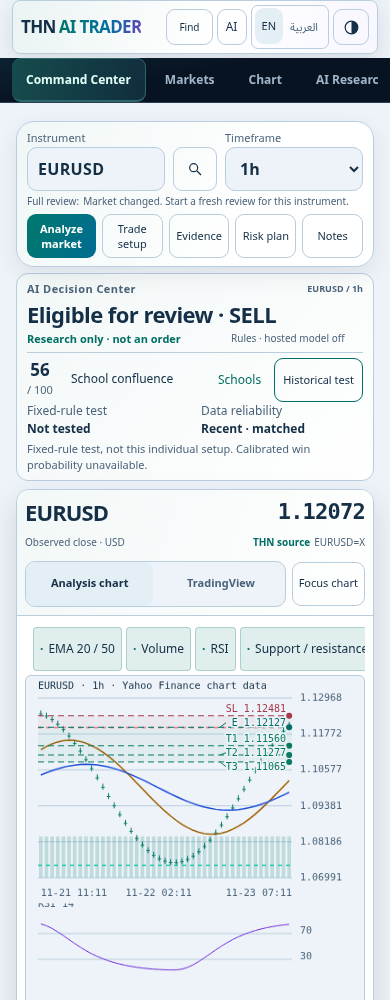 THN AI TRADER
Find
AI
EN
العربية
Command Center
Markets
Chart
AI Researc
Instrument
Timeframe
EURUSD
1h
Full review: Market changed. Start a fresh review for this instrument.
Analyze market
Trade setup
Evidence
Risk plan
Notes
AI Decision Center
EURUSD / 1h
Eligible for review · SELL
Research only · not an order
Rules · hosted model off
56 / 100
School confluence
Schools
Historical test
Fixed-rule test
Data reliability
Not tested
Recent · matched
Fixed-rule test, not this individual setup. Calibrated win
probability unavailable.
EURUSD
1.12072
Observed close · USD
THN source EURUSD=X
Analysis chart
TradingView
Focus chart
· EMA 20 / 50
· Volume
· RSI
· Support / resistance
EURUSD · 1h · Yahoo Finance chart data
1.12968
SL 1.12481
E 1.12127
1.11772
T1 1.11560
T2 1.11277
T3 1.11065
1.10577
1.09381
1.08186
1.06991
11-21 11:11
11-22 02:11
11-23 07:11
RSI 14
70
30